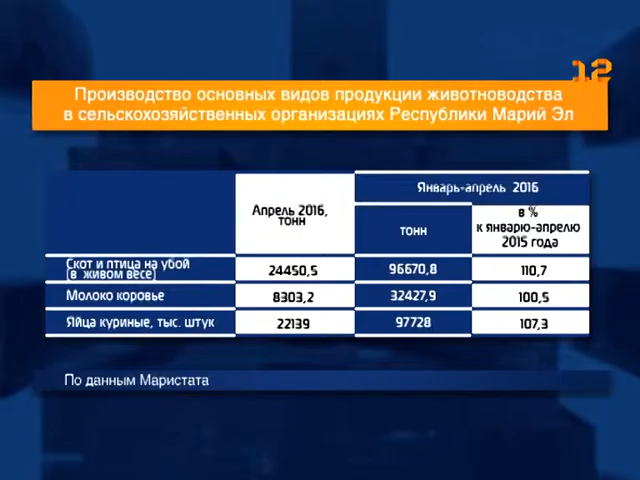 12
Производство основных видов продукции животноводства
в сельскохозяйственных организациях Республики Марий Эл
Январь-апрель 2016
Апрель 2016,
тонн
тонн
в %
к январю-апрелю
2015 года
Скот и птица на убой
(в живом весе)
24450,5
96670,8
110,7
Молоко коровье
8303,2
32427,9
100,5
Яйца куриные, тыс. штук
22139
97728
107,3
По данным Маристата